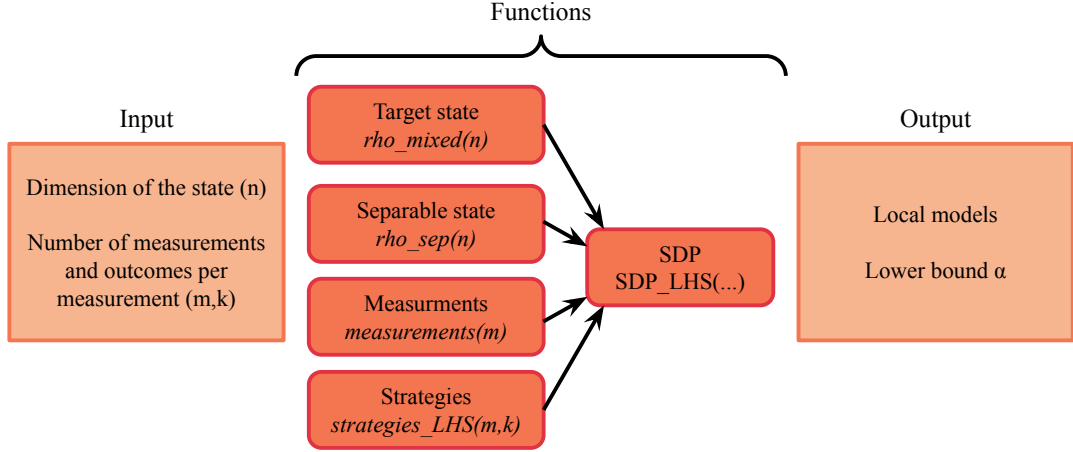 Functions
Input
Dimension of the state (n)
Number of measurements
and outcomes per
measurement (m,k)
Target state
rho_mixed(n)
Separable state
rho_sep(n)
Measurments
measurements(m)
Strategies
strategies_LHS(m,k)
SDP
SDP_LHS(...)
Output
Local models
Lower bound α